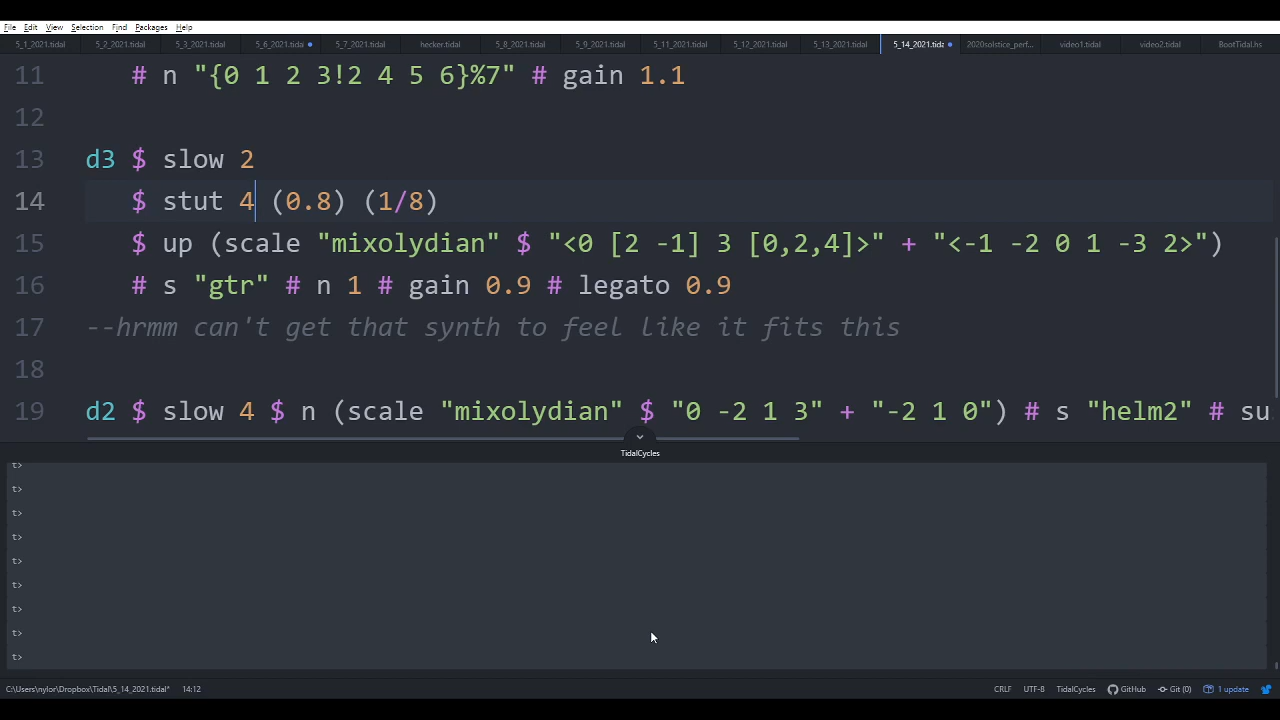 File Edit View Selection Find Packages Help
5_1_2021.tidal 5_2_2021.tidal 5_3_2021.tidal 5_6_2021.tidal 5_7_2021.tidal hecker.tidal 5_8_2021.tidal 5_9_2021.tidal 5_11_2021.tidal 5_12_2021.tidal 5_13_2021.tidal 5_14_2021.tida 2020solstice_perf... video1.tidal video2.tidal BootTidal.hs
11 # n "{0 1 2 3!2 4 5 6}%7" # gain 1.1
12
13 d3 $ slow 2
14 $ stut 4 (0.8) (1/8)
15 $ up (scale "mixolydian" $ "<0 [2 -1] 3 [0,2,4]>" + "<-1 -2 0 1 -3 2>")
16 # s "gtr" # n 1 # gain 0.9 # legato 0.9
17 --hrmm can't get that synth to feel like it fits this
18
19 d2 $ slow 4 $ n (scale "mixolydian" $ "0 -2 1 3" + "-2 1 0") # s "helm2" # su
TidalCycles
t>
t>
t>
t>
t>
t>
t>
t>
t>
C:\Users\nylor\Dropbox\Tidal\5_14_2021.tidal* 14:12 CRLF UTF-8 TidalCycles GitHub Git (0) 1 update